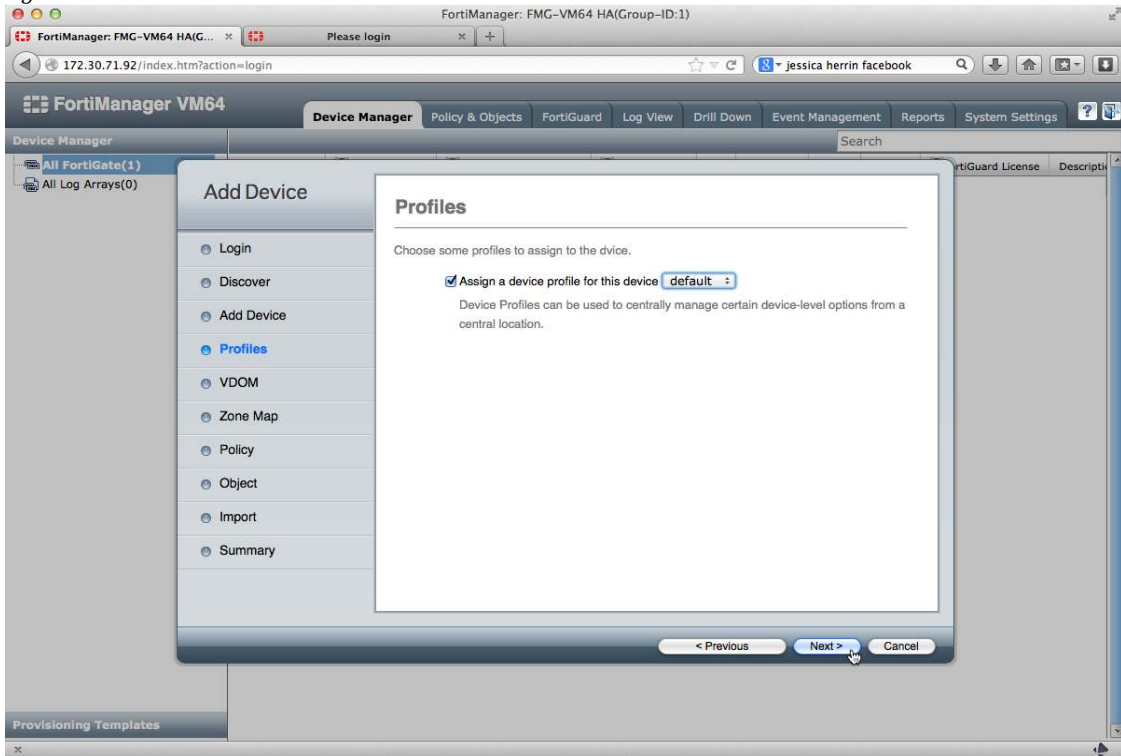 FortiManager: FMG-VM64 HA(Group-ID:1)
FortiManager: FMG-VM64 HA(G... × Please login × +
172.30.71.92/index.htm?action=login
jessica herrin facebook
FortiManager VM64
Device Manager Policy & Objects FortiGuard Log View Drill Down Event Management Reports System Settings ?
Device Manager
Search
All FortiGate(1)
All Log Arrays(0)
rtiGuard License Descripti
Add Device
Login
Discover
Add Device
Profiles
VDOM
Zone Map
Policy
Object
Import
Summary
Profiles
Choose some profiles to assign to the dvice.
Assign a device profile for this device default
Device Profiles can be used to centrally manage certain device-level options from a
central location.
< Previous Next > Cancel
Provisioning Templates
×